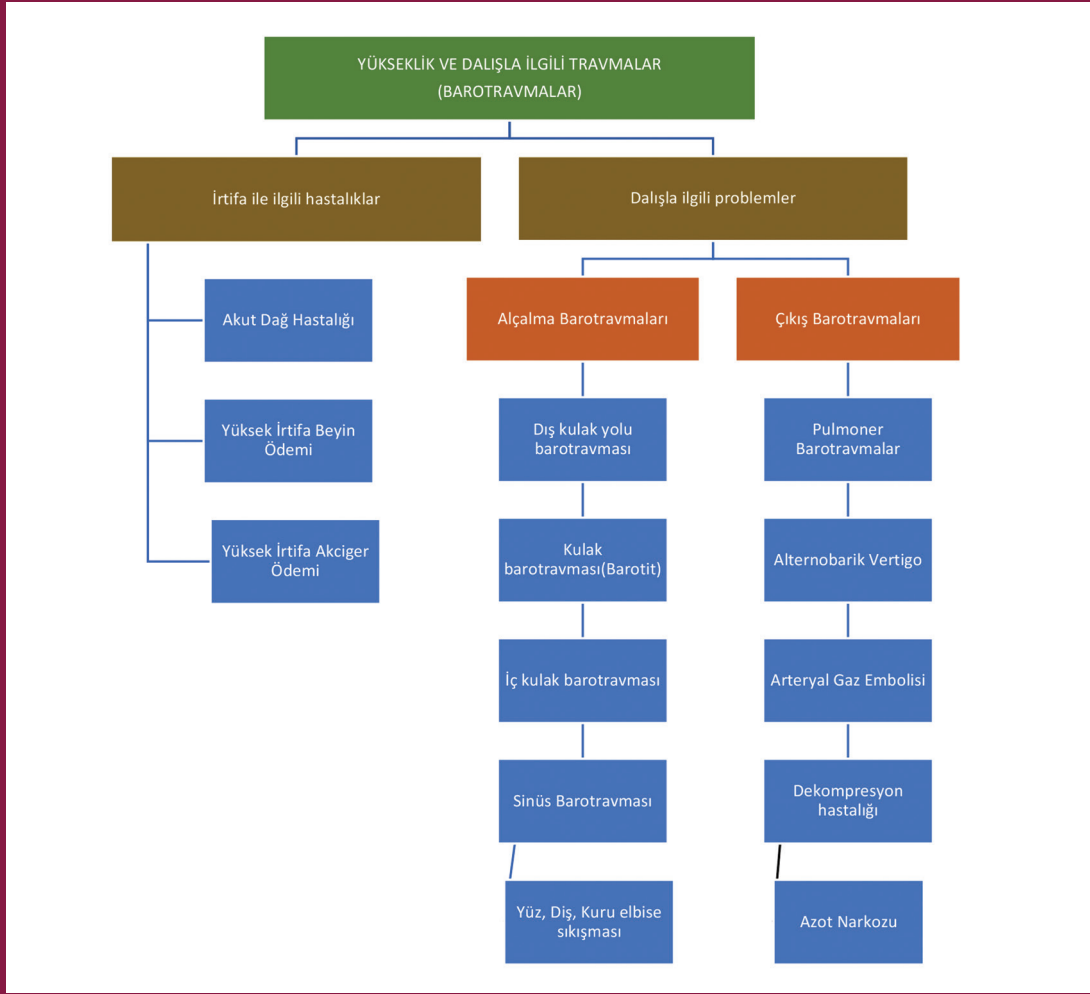 YÜKSEKLİK VE DALIŞLA İLGİLİ TRAVMALAR
(BAROTRAVMALAR)
İrtifa ile ilgili hastalıklar
Dalışla ilgili problemler
Akut Dağ Hastalığı
Yüksek İrtifa Beyin
Ödemi
Yüksek İrtifa Akciger
Ödemi
Alçalma Barotravmaları
Dış kulak yolu
barotravması
Kulak
barotravması(Barotit)
İç kulak barotravması
Sinüs Barotravması
Yüz, Diş, Kuru elbise
sıkışması
Çıkış Barotravmaları
Pulmoner
Barotravmalar
Alternobarik Vertigo
Arteryal Gaz Embolisi
Dekompresyon
hastalığı
Azot Narkozu